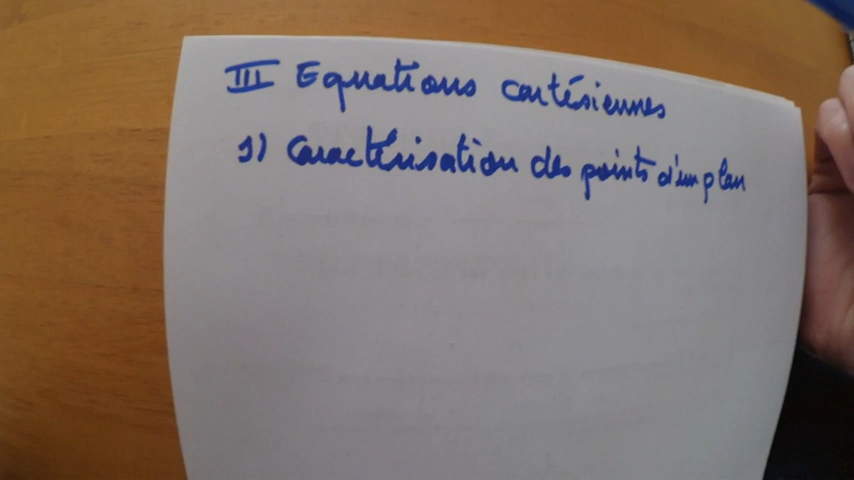 III Equations cartésiennes
1) Caractérisation des points d'un plan